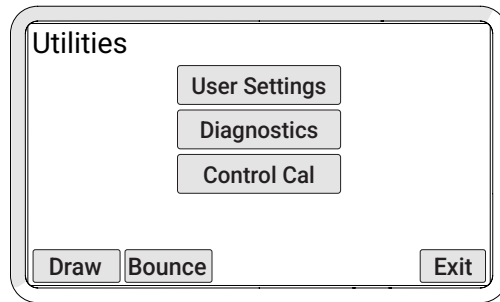 Utilities
User Settings
Diagnostics
Control Cal
Draw Bounce Exit